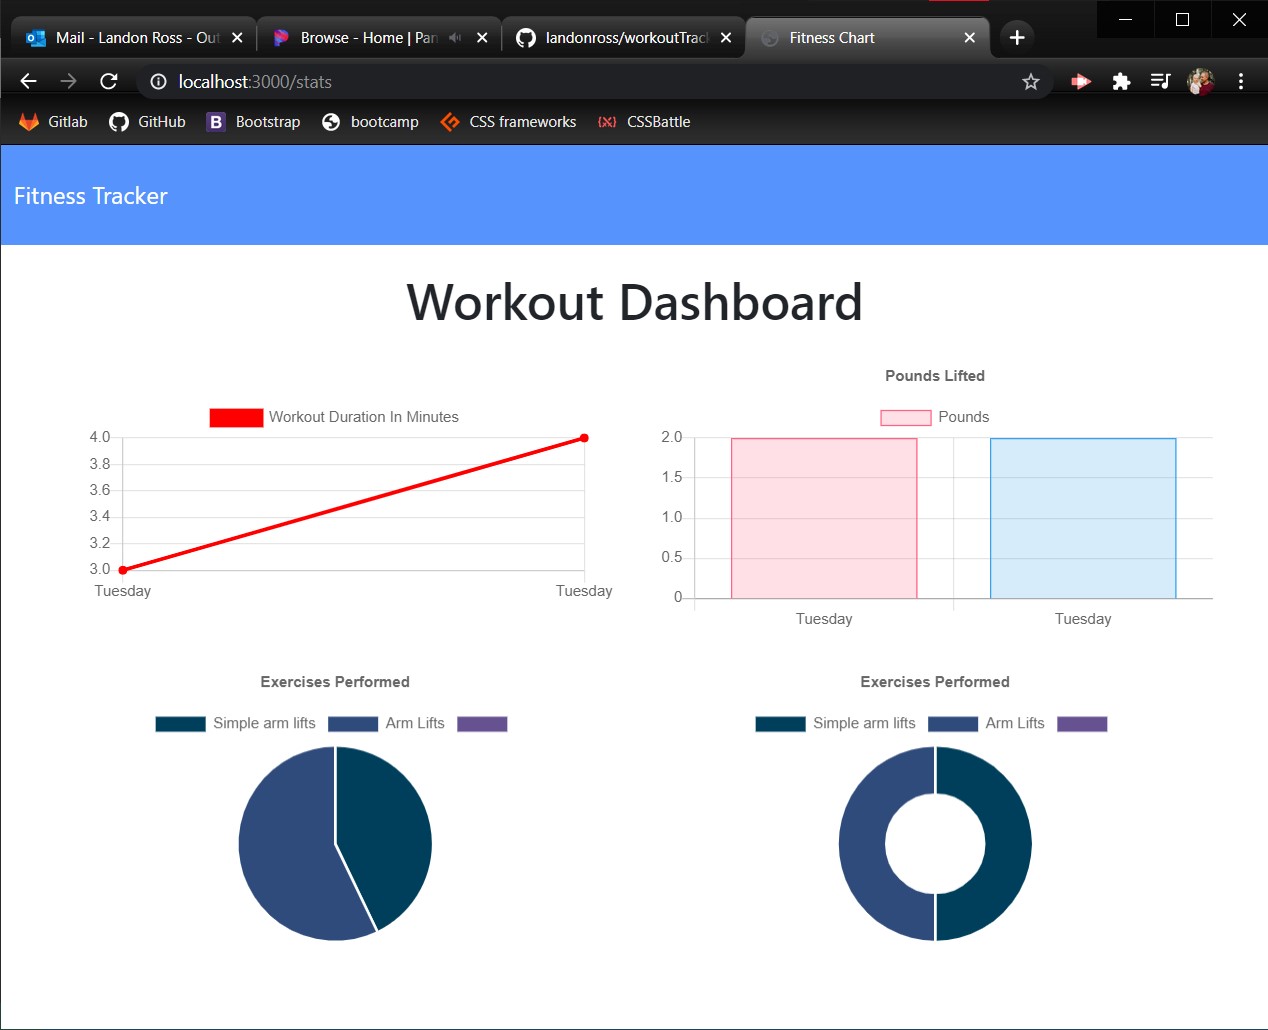 Mail - Landon Ross - Out
Browse - Home | Pan
landonross/workoutTrack
Fitness Chart
localhost:3000/stats
Gitlab
GitHub
B Bootstrap
bootcamp
CSS frameworks
{X} CSSBattle
Fitness Tracker
Workout Dashboard
Workout Duration In Minutes
4.0
3.8
3.6
3.4
3.2
3.0
Tuesday Tuesday
Pounds Lifted
Pounds
2.0
1.5
1.0
0.5
0
Tuesday Tuesday
Exercises Performed
Simple arm lifts Arm Lifts
Exercises Performed
Simple arm lifts Arm Lifts